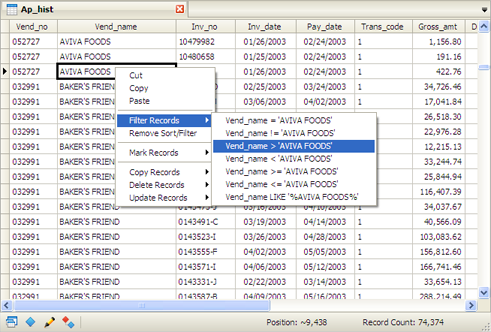 Ap_hist
Vend_no Vend_name Inv_no Inv_date Pay_date Trans_code Gross_amt D
052727 AVIVA FOODS 10479982 01/26/2003 02/24/2003 1 1,156.80
052727 AVIVA FOODS 10480658 01/25/2003 02/24/2003 1 191.16
052727 AVIVA FOODS 01/26/2003 02/24/2003 1 422.76
032991 BAKER'S FRIEND 03/25/2003 1 34,726.46
032991 BAKER'S FRIEND 03/06/2003 04/02/2003 1 17,041.84
032991 BAKER'S FRIEND 26,518.30
032991 BAKER'S FRIEND 22,976.28
032991 BAKER'S FRIEND 12,215.13
032991 BAKER'S FRIEND 33,244.74
032991 BAKER'S FRIEND 25,844.94
032991 BAKER'S FRIEND 116,407.39
032991 BAKER'S FRIEND 34,037.67
032991 BAKER'S FRIEND 0143491-C 03/19/2003 04/14/2003 1 40,566.09
032991 BAKER'S FRIEND 0143523-I 03/27/2003 04/28/2003 1 103,083.62
032991 BAKER'S FRIEND 0143555-F 04/02/2003 05/05/2003 1 156,812.60
032991 BAKER'S FRIEND 0143571-I 04/06/2003 05/12/2003 1 166,741.46
032991 BAKER'S FRIEND 0143331-J 02/22/2003 03/24/2003 1 33,654.13
032991 BAKER'S FRIEND 0143587-B 04/09/2003 05/16/2003 1 288,214.49
Cut
Copy
Paste
Filter Records
Remove Sort/Filter
Mark Records
Copy Records
Delete Records
Update Records
Vend_name = 'AVIVA FOODS'
Vend_name != 'AVIVA FOODS'
Vend_name > 'AVIVA FOODS'
Vend_name < 'AVIVA FOODS'
Vend_name >= 'AVIVA FOODS'
Vend_name <= 'AVIVA FOODS'
Vend_name LIKE '%AVIVA FOODS%'
Position: ~9,438 Record Count: 74,374